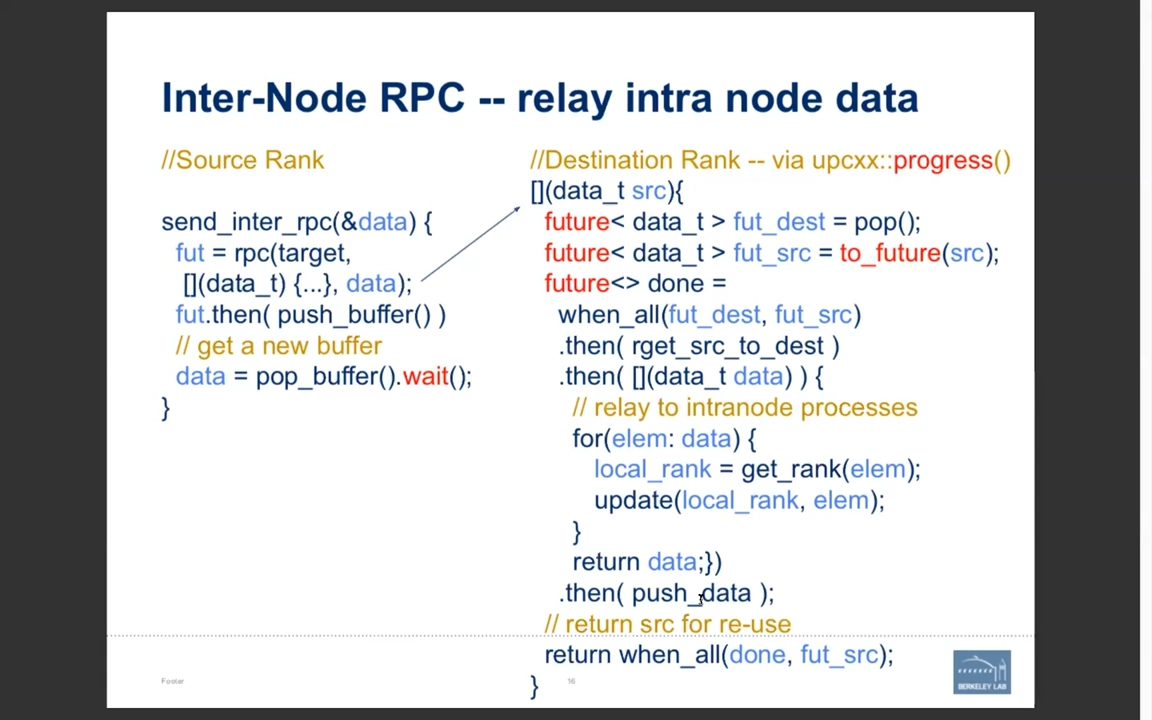 Inter-Node RPC -- relay intra node data
//Source Rank
send_inter_rpc(&data) {
fut = rpc(target,
[](data_t) {...}, data);
fut.then( push_buffer() )
// get a new buffer
data = pop_buffer().wait();
}
//Destination Rank -- via upcxx::progress()
[](data_t src){
future< data_t > fut_dest = pop();
future< data_t > fut_src = to_future(src);
future<> done =
when_all(fut_dest, fut_src)
.then( rget_src_to_dest )
.then( [](data_t data) ) {
// relay to intranode processes
for(elem: data) {
local_rank = get_rank(elem);
update(local_rank, elem);
}
return data;})
.then( push_data );
// return src for re-use
return when_all(done, fut_src);
}
Footer
16
BERKELEY LAB